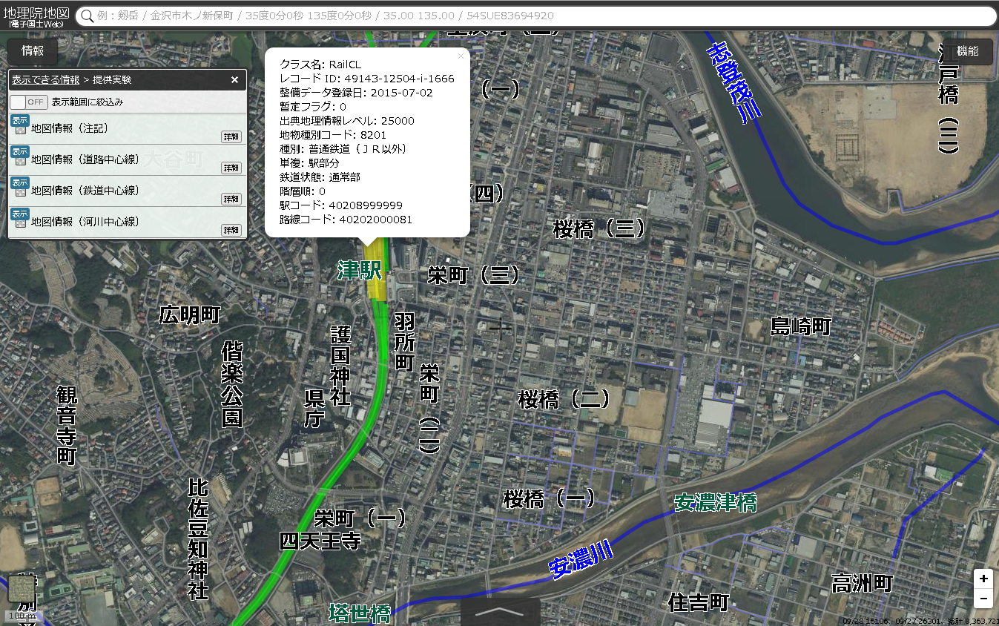 地理院地図
(電子国土Web)
例：剱岳 / 金沢市木ノ新保町 / 35度0分0秒 135度0分0秒 / 35.00 135.00 / 54SUE83694920
情報
機能
表示できる情報 > 提供実験 ×
OFF 表示範囲に絞込み
表示
地図情報（注記）
詳細
表示
地図情報（道路中心線）
詳細
表示
地図情報（鉄道中心線）
詳細
表示
地図情報（河川中心線）
詳細
大谷町
×
クラス名: RailCL
レコード ID: 49143-12504-i-1666
整備データ登録日: 2015-07-02
暫定フラグ: 0
出典地理情報レベル: 25000
地物種別コード: 8201
種別: 普通鉄道（ＪＲ以外）
単複: 駅部分
鉄道状態: 通常部
階層順: 0
駅コード: 40208999999
路線コード: 40202000081
（一）
（四）
志登茂川
戸橋（三）
桜橋（三）
津駅
栄町（三）
広明町
羽所町
島崎町
護国神社
偕楽公園
栄町（二）
県庁
観音寺町
桜橋（二）
比佐豆知神社
桜橋（一）
安濃津橋
栄町（一）
四天王寺
安濃川
高洲町
住吉町
塔世橋
100 m
+
−
09/28 16106、09/27 26301、総計 8,363,721